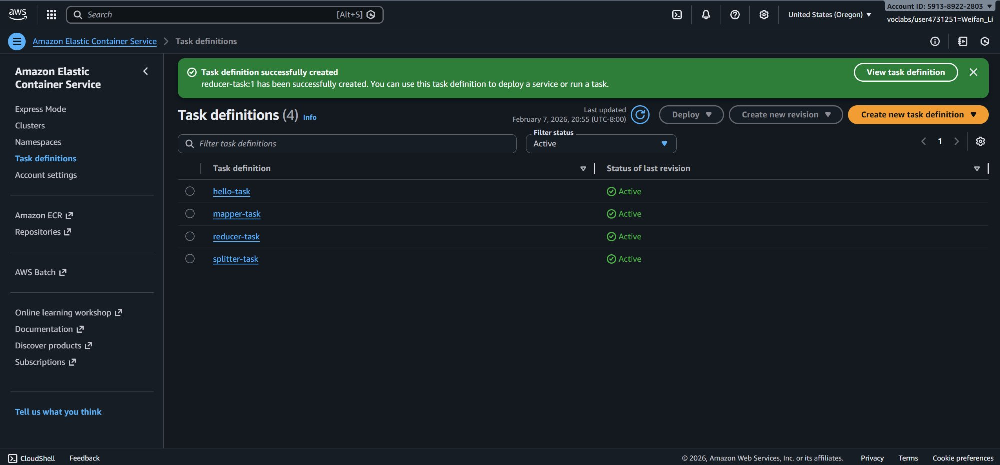 aws
Search
[Alt+S]
United States (Oregon)
Account ID: 5913-8922-2803
voclabs/user4731251=Weifan_Li
Amazon Elastic Container Service
Task definitions
Amazon Elastic
Container Service
Express Mode
Clusters
Namespaces
Task definitions
Account settings
Amazon ECR
Repositories
AWS Batch
Online learning workshop
Documentation
Discover products
Subscriptions
Tell us what you think
Task definition successfully created
reducer-task:1 has been successfully created. You can use this task definition to deploy a service or run a task.
View task definition
Task definitions (4) Info
Last updated
February 7, 2026, 20:55 (UTC-8:00)
Deploy
Create new revision
Create new task definition
Filter task definitions
Filter status
Active
1
Task definition
Status of last revision
hello-task
Active
mapper-task
Active
reducer-task
Active
splitter-task
Active
CloudShell
Feedback
© 2026, Amazon Web Services, Inc. or its affiliates.
Privacy
Terms
Cookie preferences